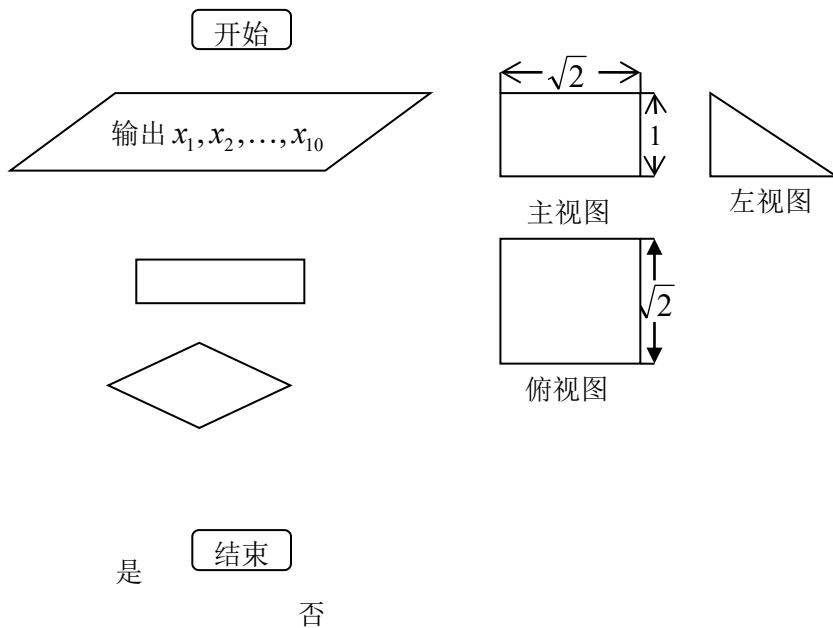 开始
输出 x₁, x₂, …, x₁₀
√2
1
主视图
左视图
√2
俯视图
结束
是
否